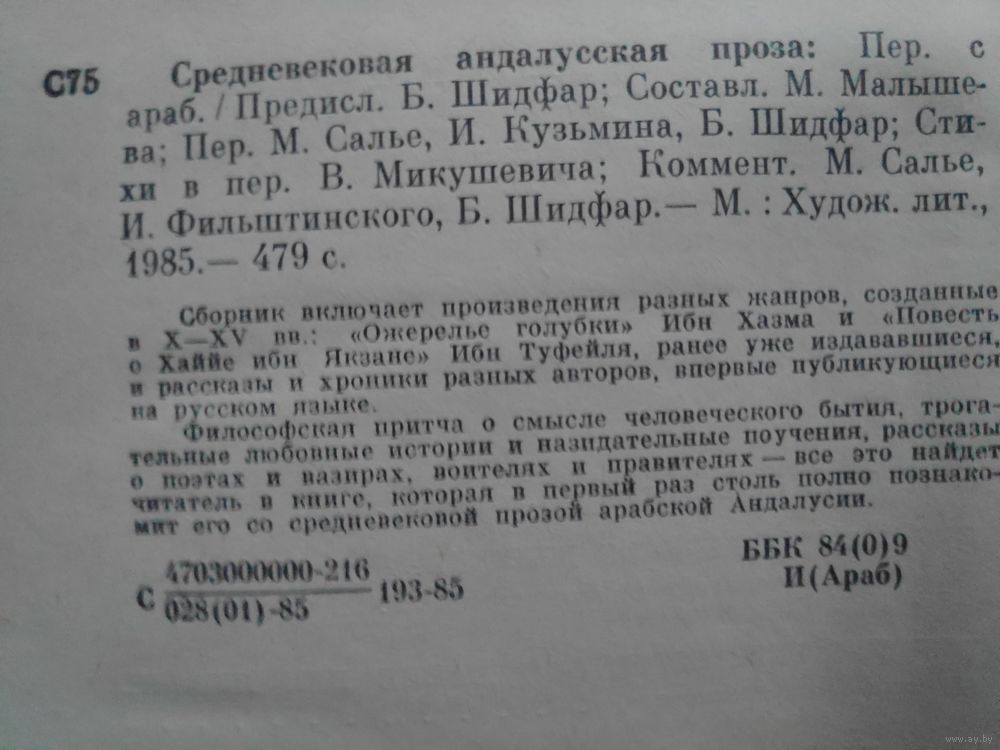 С75 Средневековая андалусская проза: Пер. с
араб. / Предисл. Б. Шидфар; Составл. М. Малыше-
ва; Пер. М. Салье, И. Кузьмина, Б. Шидфар; Сти-
хи в пер. В. Микушевича; Коммент. М. Салье,
И. Фильштинского, Б. Шидфар.— М. : Худож. лит.,
1985.— 479 с.
Сборник включает произведения разных жанров, созданные
в X—XV вв.: «Ожерелье голубки» Ибн Хазма и «Повесть
о Хаййе ибн Якзане» Ибн Туфейля, ранее уже издававшиеся,
и рассказы и хроники разных авторов, впервые публикующиеся
на русском языке.
Философская притча о смысле человеческого бытия, трога-
тельные любовные истории и назидательные поучения, рассказы
о поэтах и вазирах, воителях и правителях — все это найдет
читатель в книге, которая в первый раз столь полно познако-
мит его со средневековой прозой арабской Андалусии.
С 4703000000-216
028(01)-85 193-85
ББК 84(0)9
И(Араб)
www.ay.by